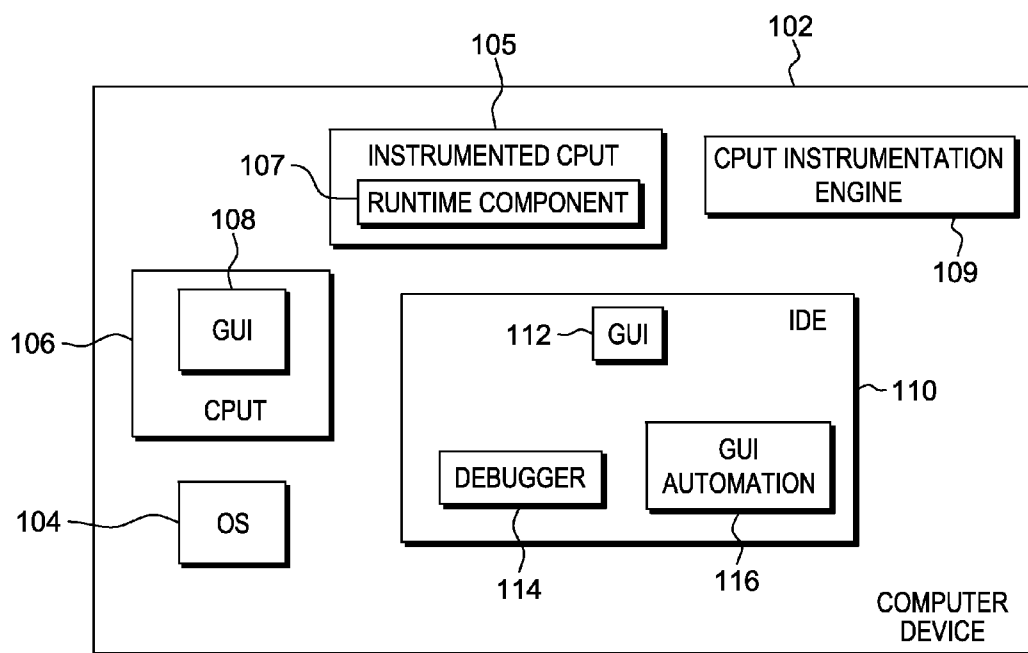 102
105
INSTRUMENTED CPUT
107
RUNTIME COMPONENT
CPUT INSTRUMENTATION
ENGINE
109
108
GUI
106
CPUT
112
GUI
IDE
110
DEBUGGER
114
GUI
AUTOMATION
116
104
OS
COMPUTER
DEVICE